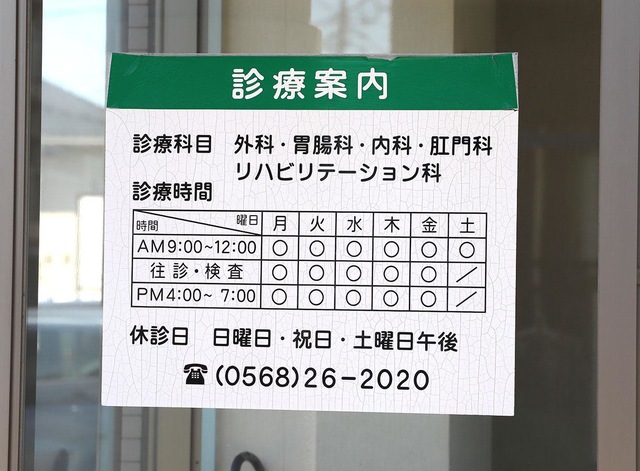 診療案内
診療科目 外科・胃腸科・内科・肛門科
リハビリテーション科
診療時間
時間 曜日 月 火 水 木 金 土
AM9:00~12:00 ○ ○ ○ ○ ○ ○
往診・検査 ○ ○ ○ ○ ○ ／
PM4:00~ 7:00 ○ ○ ○ ○ ○ ／
休診日 日曜日・祝日・土曜日午後
☎(0568)26-2020